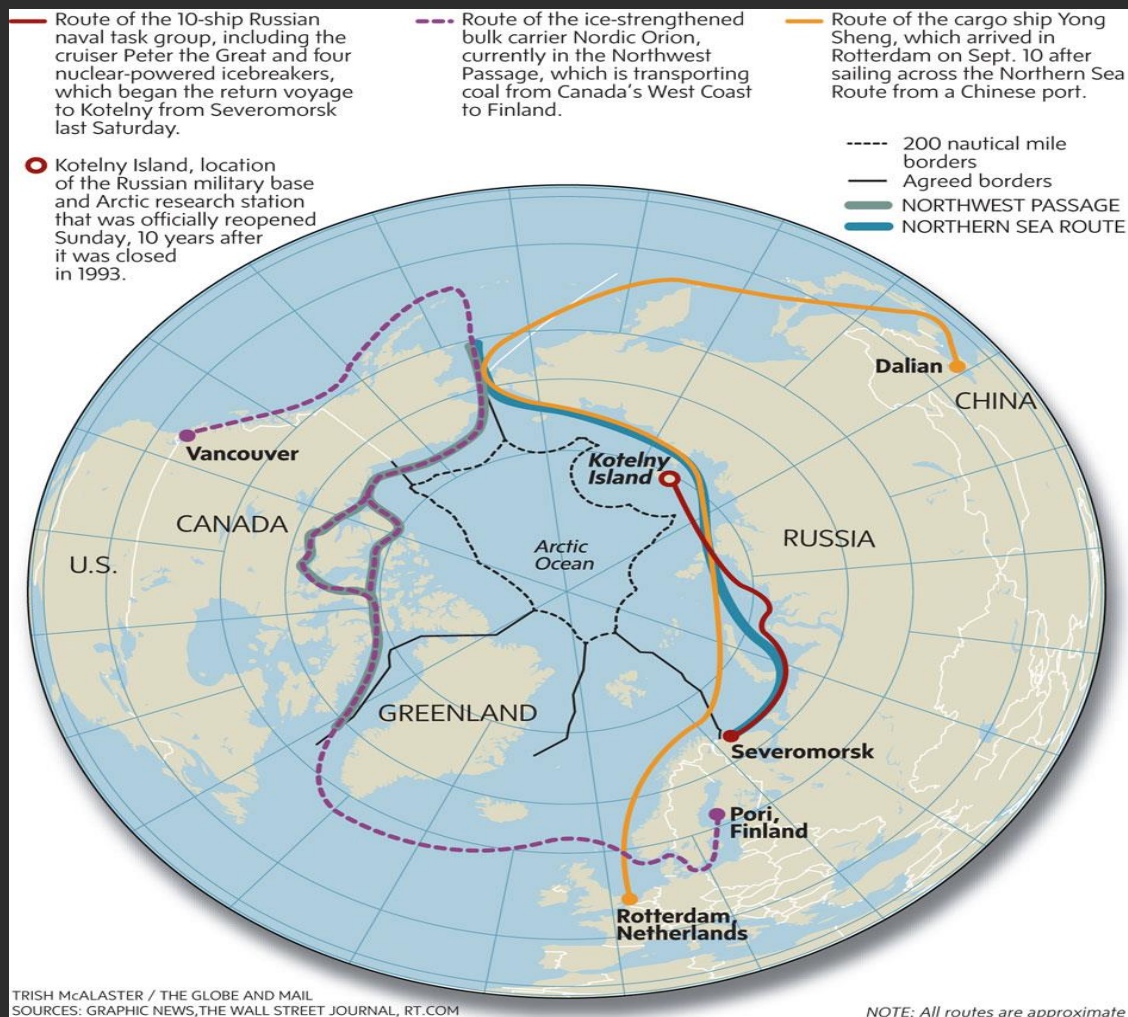 Route of the 10-ship Russian
naval task group, including the
cruiser Peter the Great and four
nuclear-powered icebreakers,
which began the return voyage
to Kotelny from Severomorsk
last Saturday.
Kotelny Island, location
of the Russian military base
and Arctic research station
that was officially reopened
Sunday, 10 years after
it was closed
in 1993.
Route of the ice-strengthened
bulk carrier Nordic Orion,
currently in the Northwest
Passage, which is transporting
coal from Canada's West Coast
to Finland.
Route of the cargo ship Yong
Sheng, which arrived in
Rotterdam on Sept. 10 after
sailing across the Northern Sea
Route from a Chinese port.
200 nautical mile
borders
Agreed borders
NORTHWEST PASSAGE
NORTHERN SEA ROUTE
Dalian
CHINA
Vancouver
Kotelny
Island
CANADA
RUSSIA
U.S.
Arctic
Ocean
GREENLAND
Severomorsk
Pori,
Finland
Rotterdam,
Netherlands
TRISH McALASTER / THE GLOBE AND MAIL
SOURCES: GRAPHIC NEWS,THE WALL STREET JOURNAL, RT.COM
NOTE: All routes are approximate